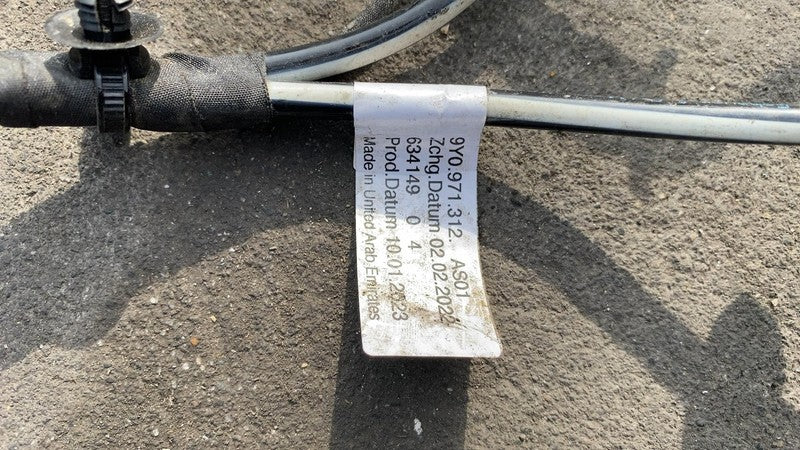 9Y0.971.312. AS01
Zchg.Datum 02.02.2022
634149 0 4
Prod.Datum 10.01.2023
Made in United Arab Emirates